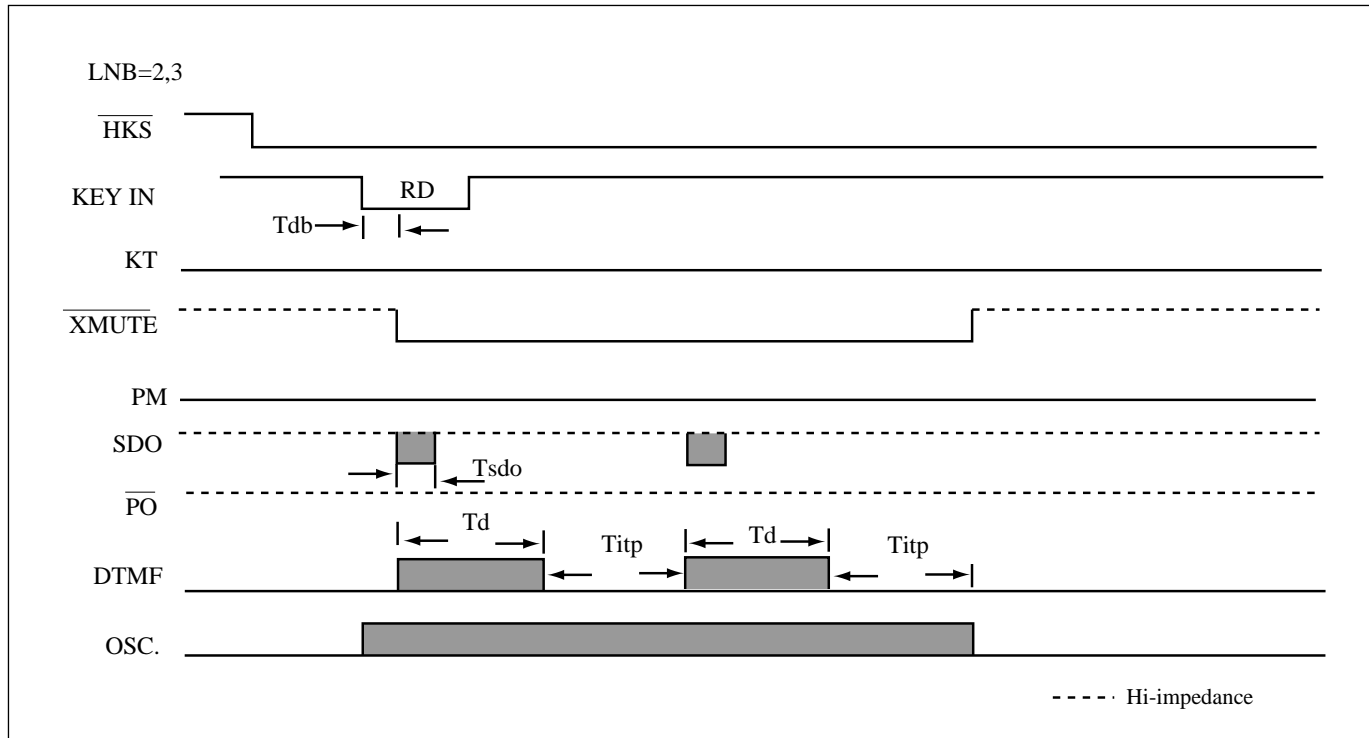 LNB=2,3
HKS
KEY IN
RD
Tdb
KT
XMUTE
PM
SDO
Tsdo
PO
Td
Titp
Td
Titp
DTMF
OSC.
Hi-impedance